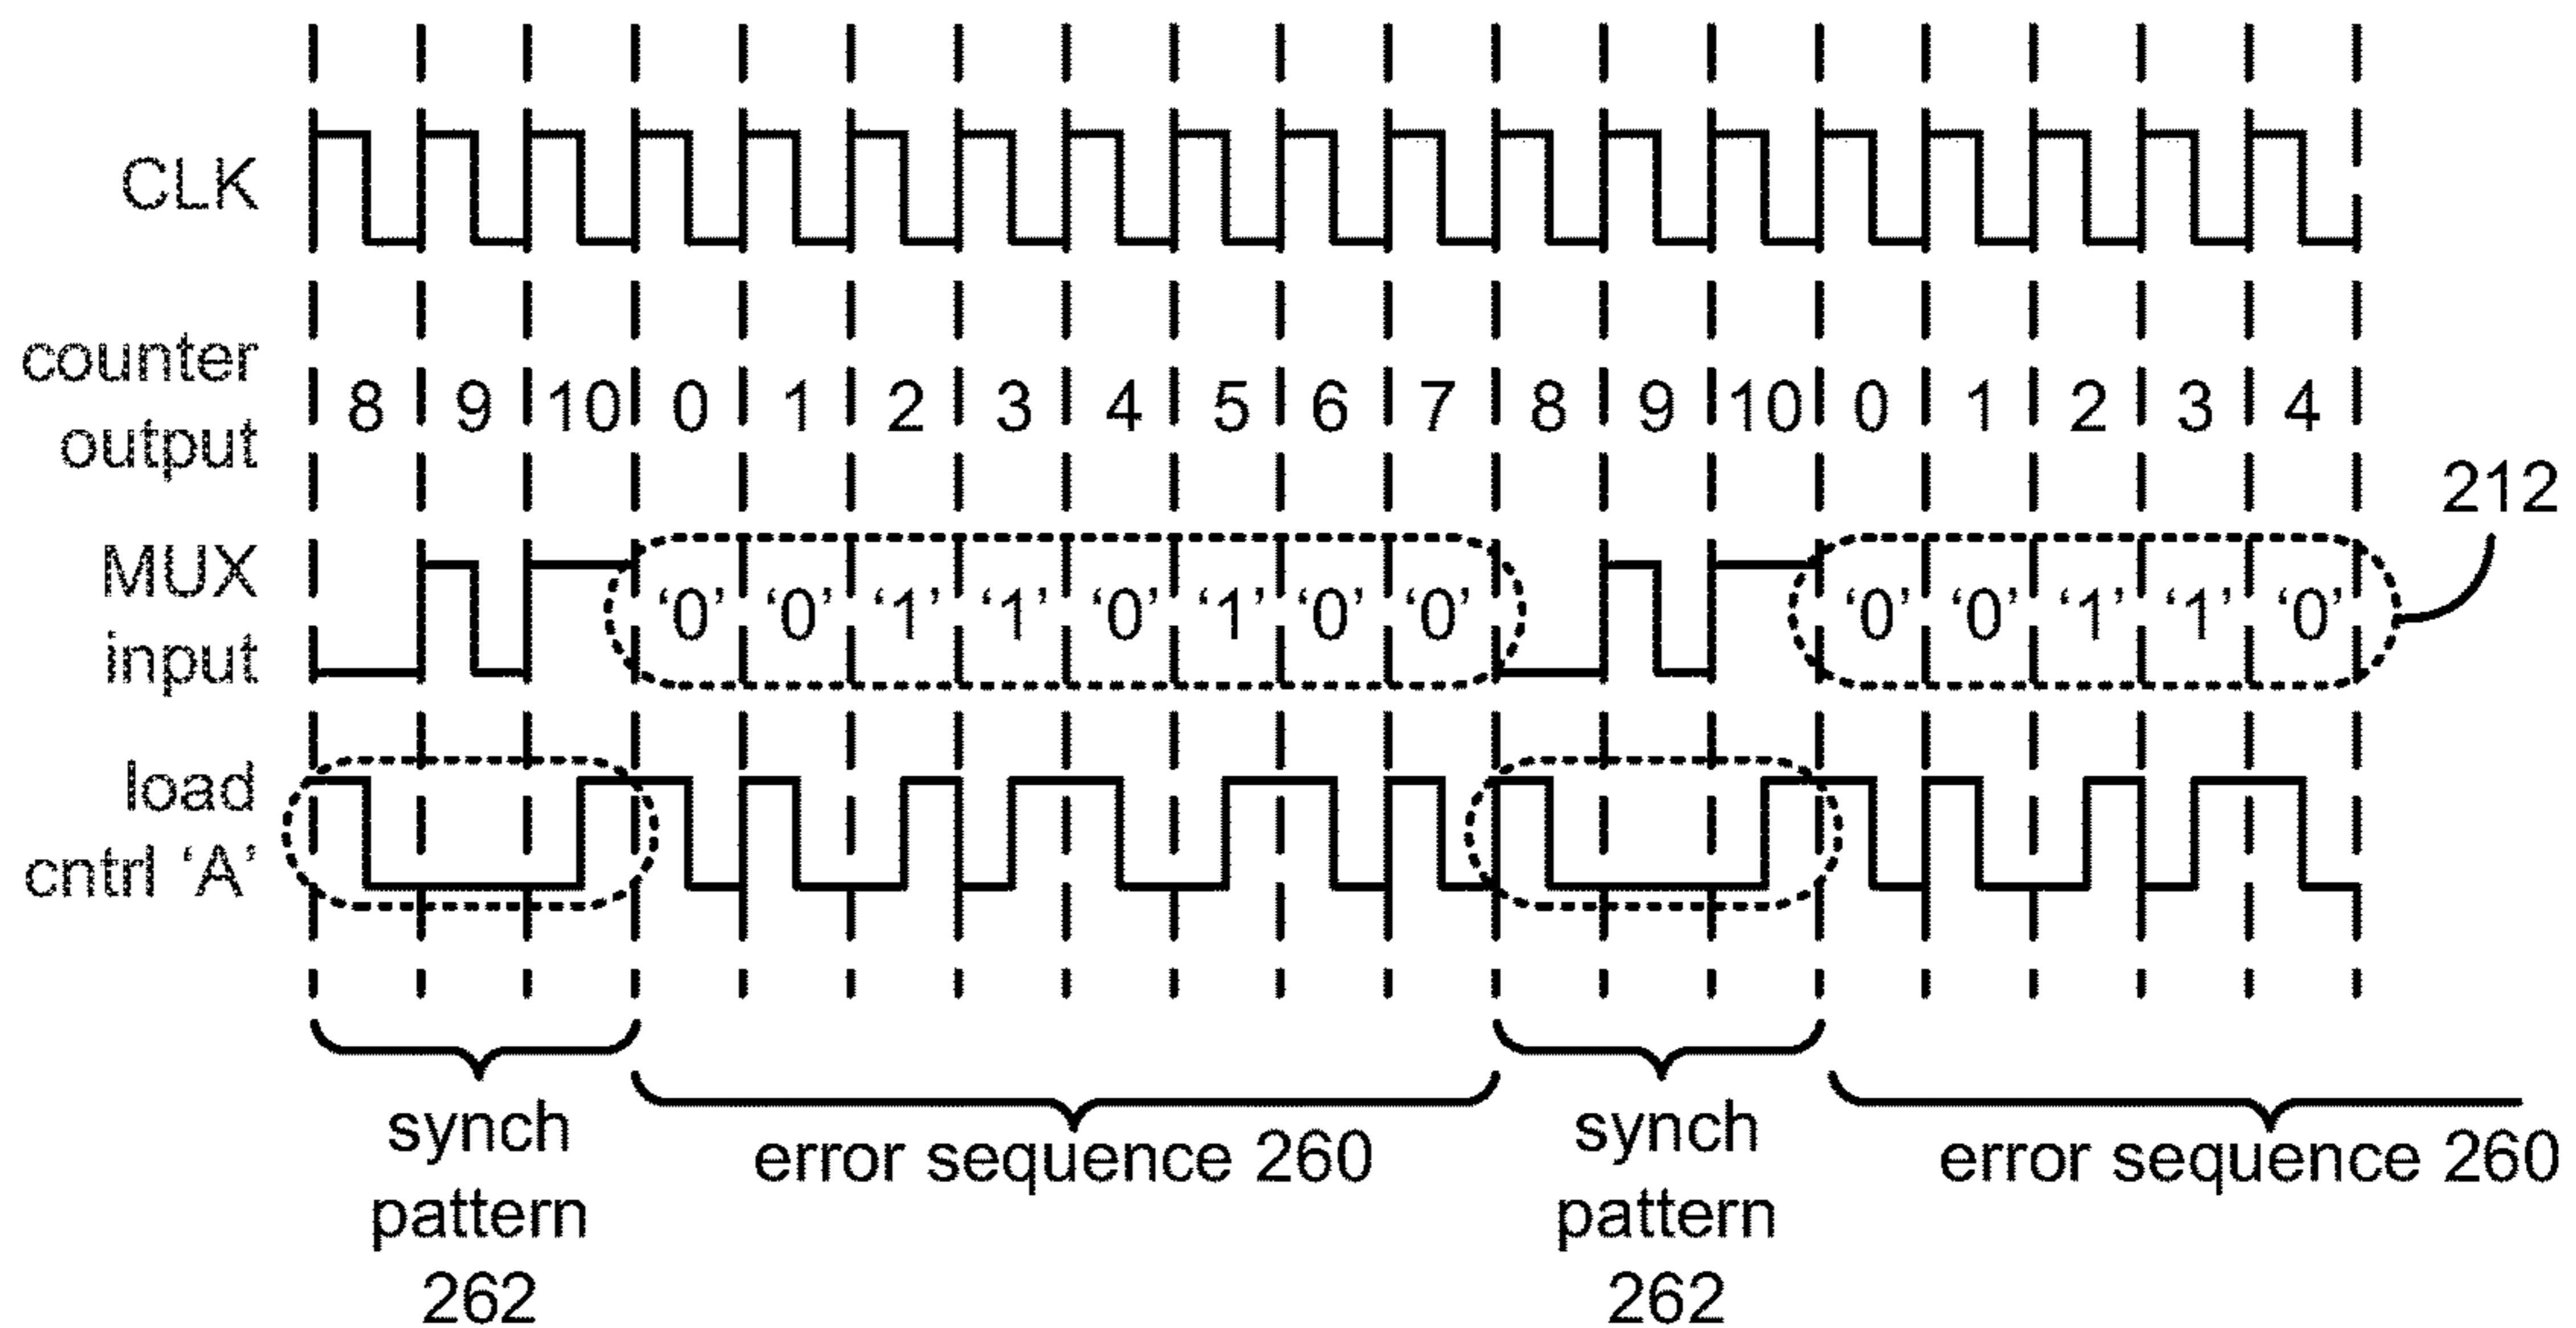 CLK
counter
output
8 9 10 0 1 2 3 4 5 6 7 8 9 10 0 1 2 3 4
212
MUX
input
‘0’ ‘0’ ‘1’ ‘1’ ‘0’ ‘1’ ‘0’ ‘0’ ‘0’ ‘0’ ‘1’ ‘1’ ‘0’
load
cntrl ‘A’
synch
pattern
262
error sequence 260
synch
pattern
262
error sequence 260